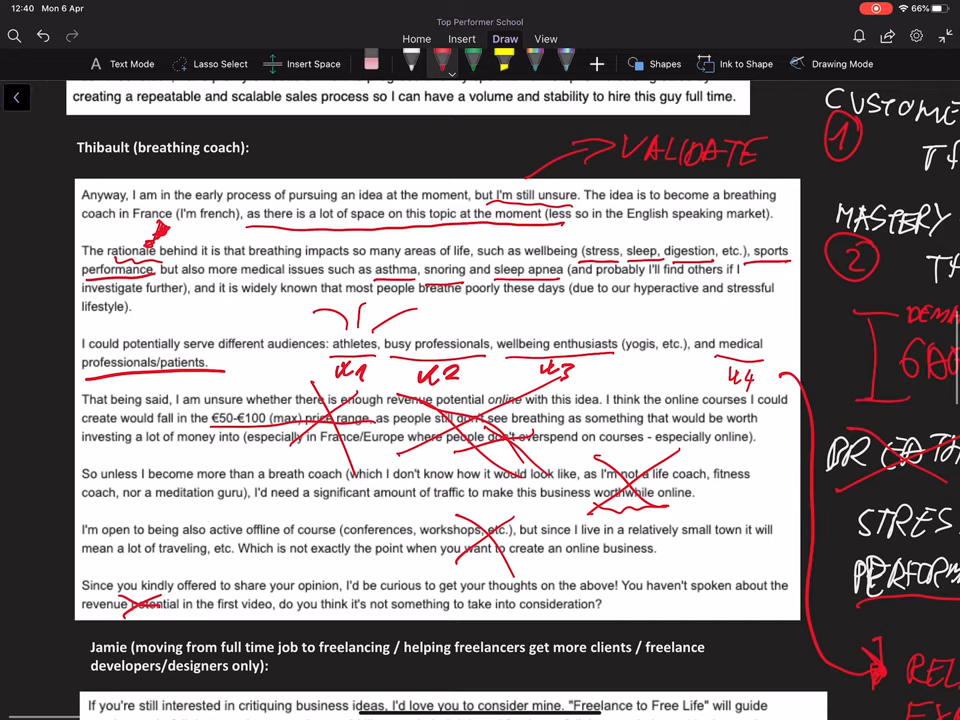 12:40 Mon 6 Apr
66%
Top Performer School
Home Insert Draw View
Text Mode Lasso Select Insert Space Shapes Ink to Shape Drawing Mode
creating a repeatable and scalable sales process so I can have a volume and stability to hire this guy full time.
CUSTOME
1
Thibault (breathing coach):
VALIDATE
Anyway, I am in the early process of pursuing an idea at the moment, but I'm still unsure. The idea is to become a breathing
coach in France (I'm french), as there is a lot of space on this topic at the moment (less so in the English speaking market).
MASTERY
2
The rationale behind it is that breathing impacts so many areas of life, such as wellbeing (stress, sleep, digestion, etc.), sports
performance, but also more medical issues such as asthma, snoring and sleep apnea (and probably I'll find others if I
investigate further), and it is widely known that most people breathe poorly these days (due to our hyperactive and stressful
lifestyle).
I could potentially serve different audiences: athletes, busy professionals, wellbeing enthusiasts (yogis, etc.), and medical
professionals/patients.
That being said, I am unsure whether there is enough revenue potential online with this idea. I think the online courses I could
create would fall in the €50-€100 (max) price range, as people still don't see breathing as something that would be worth
investing a lot of money into (especially in France/Europe where people don't overspend on courses - especially online).
So unless I become more than a breath coach (which I don't know how it would look like, as I'm not a life coach, fitness
coach, nor a meditation guru), I'd need a significant amount of traffic to make this business worthwhile online.
STRES
I'm open to being also active offline of course (conferences, workshops, etc.), but since I live in a relatively small town it will
mean a lot of traveling, etc. Which is not exactly the point when you want to create an online business.
PERFORM
Since you kindly offered to share your opinion, I'd be curious to get your thoughts on the above! You haven't spoken about the
revenue potential in the first video, do you think it's not something to take into consideration?
Jamie (moving from full time job to freelancing / helping freelancers get more clients / freelance
developers/designers only):
REL
If you're still interested in critiquing business ideas, I'd love you to consider mine. "Freelance to Free Life" will guide